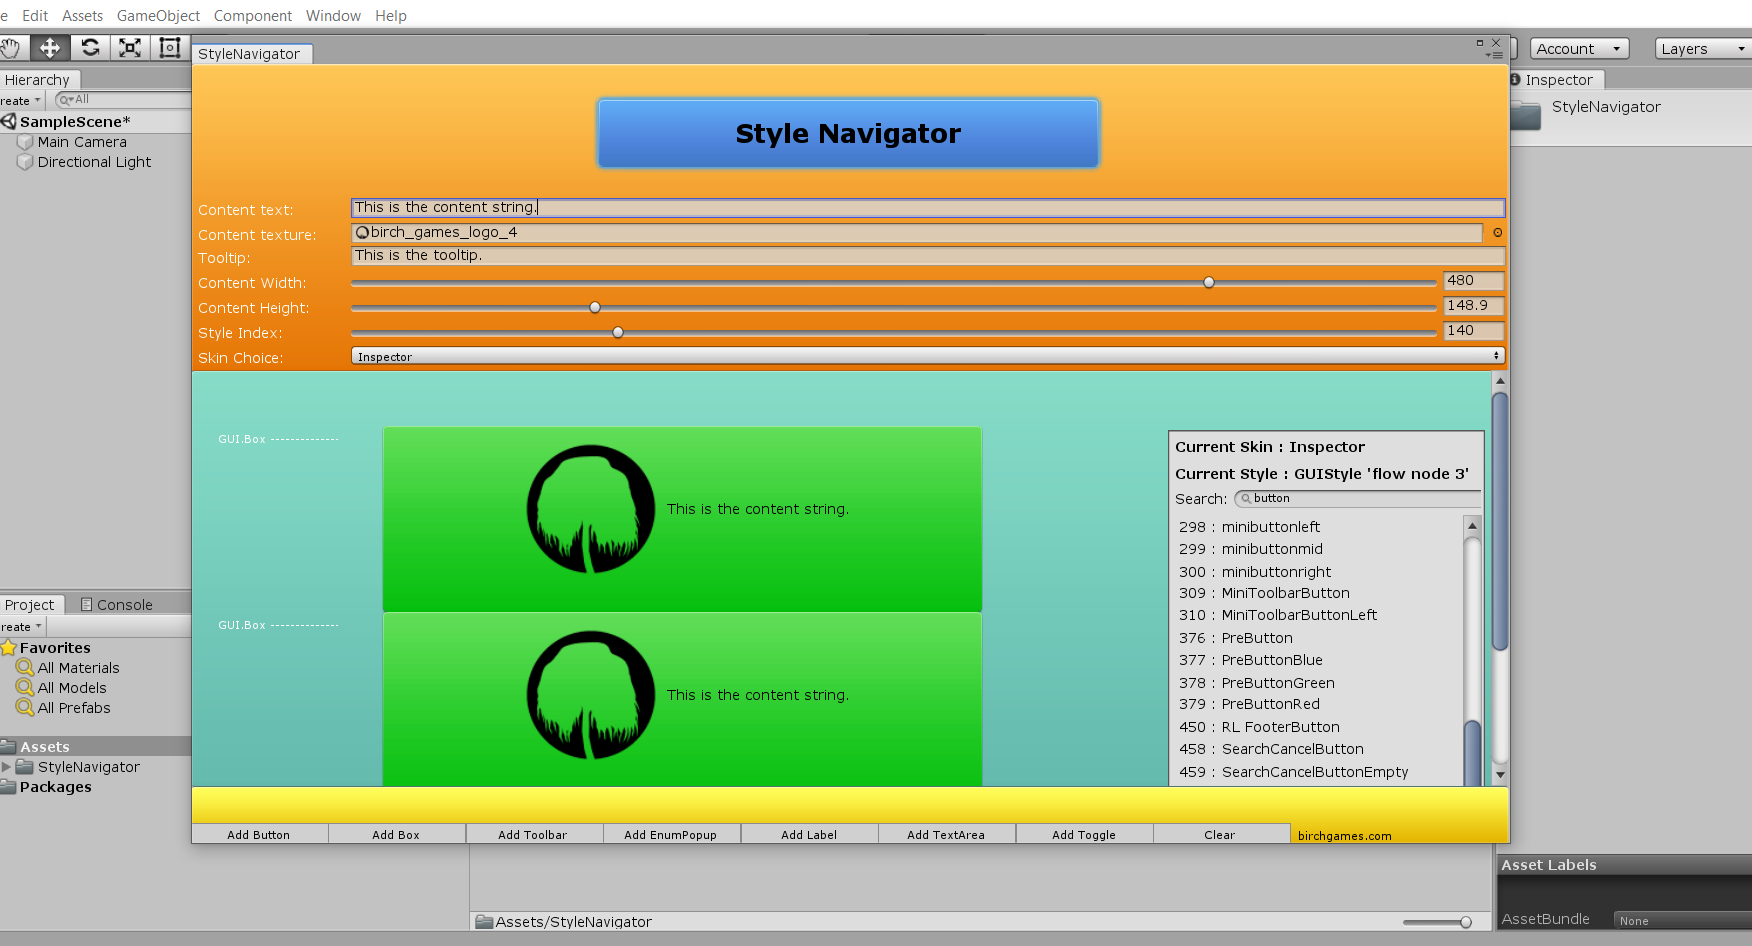 e Edit Assets GameObject Component Window Help
StyleNavigator
Account Layers
Hierarchy
reate All
SampleScene*
Main Camera
Directional Light
Inspector
StyleNavigator
Style Navigator
Content text: This is the content string.
Content texture: birch_games_logo_4
Tooltip: This is the tooltip.
Content Width: 480
Content Height: 148.9
Style Index: 140
Skin Choice: Inspector
GUI.Box --------------
This is the content string.
GUI.Box --------------
This is the content string.
Current Skin : Inspector
Current Style : GUIStyle 'flow node 3'
Search: button
298 : minibuttonleft
299 : minibuttonmid
300 : minibuttonright
309 : MiniToolbarButton
310 : MiniToolbarButtonLeft
376 : PreButton
377 : PreButtonBlue
378 : PreButtonGreen
379 : PreButtonRed
450 : RL FooterButton
458 : SearchCancelButton
459 : SearchCancelButtonEmpty
Project Console
reate
Favorites
All Materials
All Models
All Prefabs
Assets
StyleNavigator
Packages
Add Button Add Box Add Toolbar Add EnumPopup Add Label Add TextArea Add Toggle Clear birchgames.com
Assets/StyleNavigator
Asset Labels
AssetBundle None